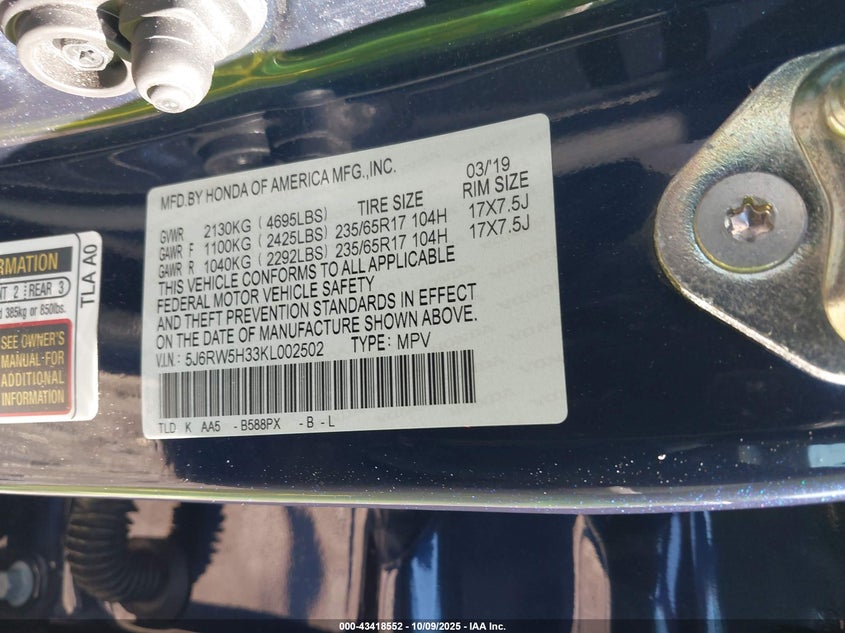 MFD.BY HONDA OF AMERICA MFG.,INC. 03/'19
TIRE SIZE RIM SIZE
GVWR 2130KG ( 4695LBS)
GAWR F 1100KG ( 2425LBS) 235/65R17 104H 17X7.5J
GAWR R 1040KG ( 2292LBS) 235/65R17 104H 17X7.5J
THIS VEHICLE CONFORMS TO ALL APPLICABLE
FEDERAL MOTOR VEHICLE SAFETY
AND THEFT PREVENTION STANDARDS IN EFFECT
ON THE DATE OF MANUFACTURE SHOWN ABOVE.
V.I.N.: 5J6RW5H33KL002502 TYPE: MPV
TLD K AA5 -B588PX -B -L
TLA A0
REAR 3
385kg or 850lbs.
SEE OWNER'S
MANUAL FOR
ADDITIONAL
INFORMATION
000-43418552 - 10/09/2025 - IAA Inc.